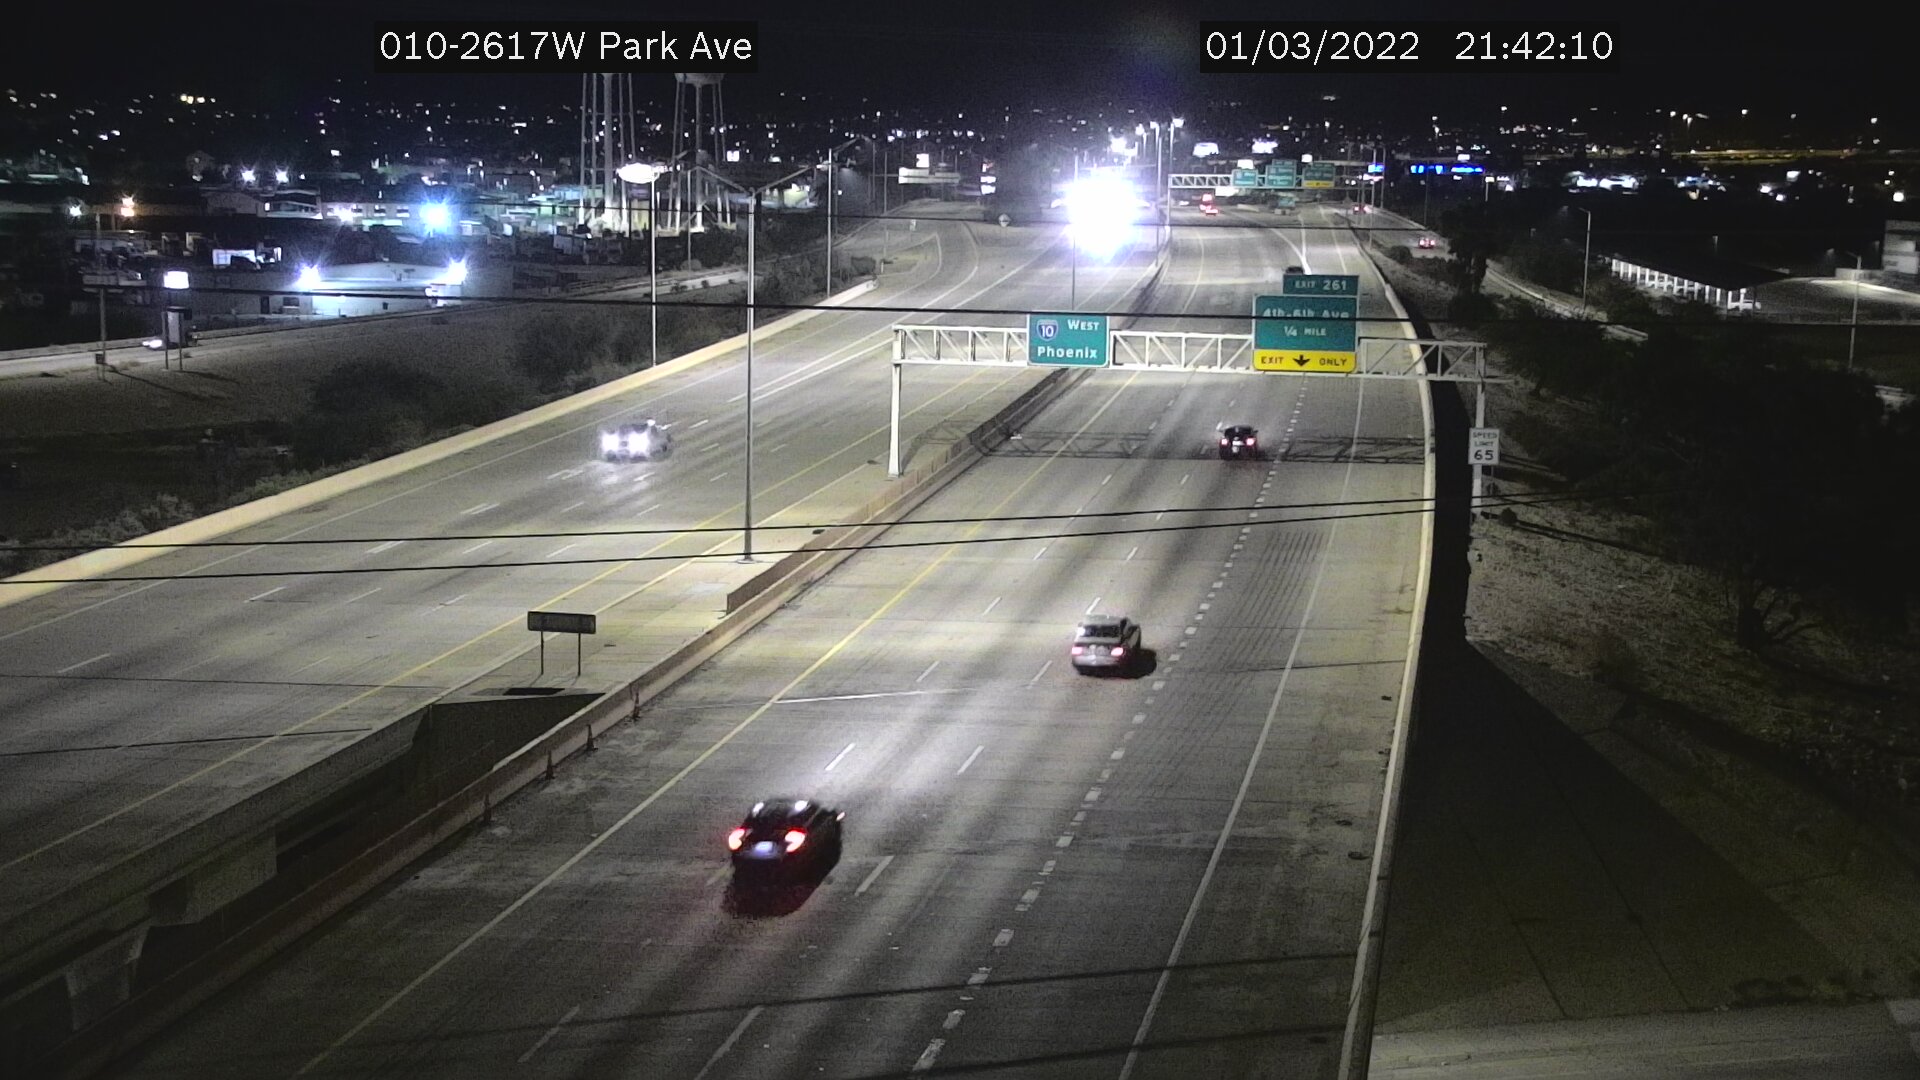 010-2617W Park Ave
01/03/2022 21:42:10
EXIT 261
4th-6th Ave
1/4 MILE
EXIT ONLY
10 WEST
Phoenix
SPEED
LIMIT
65